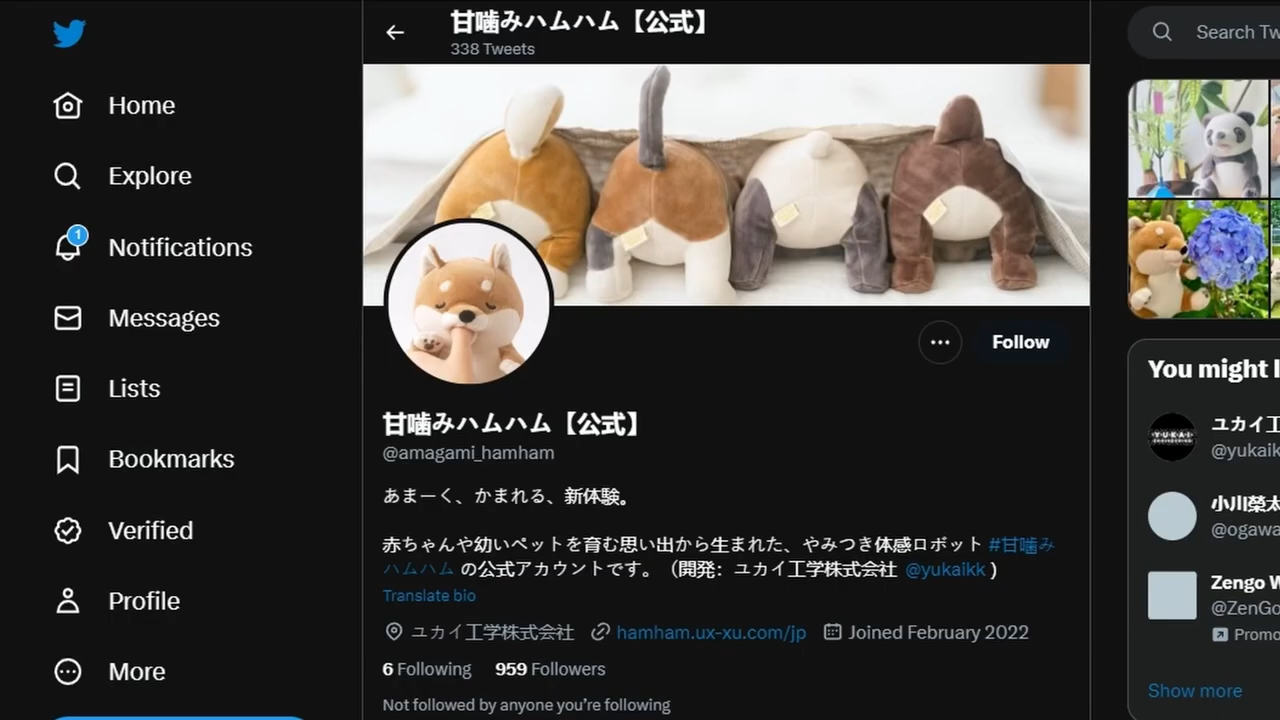 甘噛みハムハム【公式】
338 Tweets
Search Tw
Home
Explore
1
Notifications
Messages
Lists
Bookmarks
Verified
Profile
More
Follow
甘噛みハムハム【公式】
@amagami_hamham
あまーく、かまれる、新体験。
赤ちゃんや幼いペットを育む思い出から生まれた、やみつき体感ロボット #甘噛み
ハムハム の公式アカウントです。（開発：ユカイ工学株式会社 @yukaikk )
Translate bio
ユカイ工学株式会社 hamham.ux-xu.com/jp Joined February 2022
6 Following 959 Followers
Not followed by anyone you're following
You might l
YUKAI
ENGINEERING
ユカイ工
@yukaik
小川榮太
@ogawa
Zengo W
@ZenGo
Promo
Show more